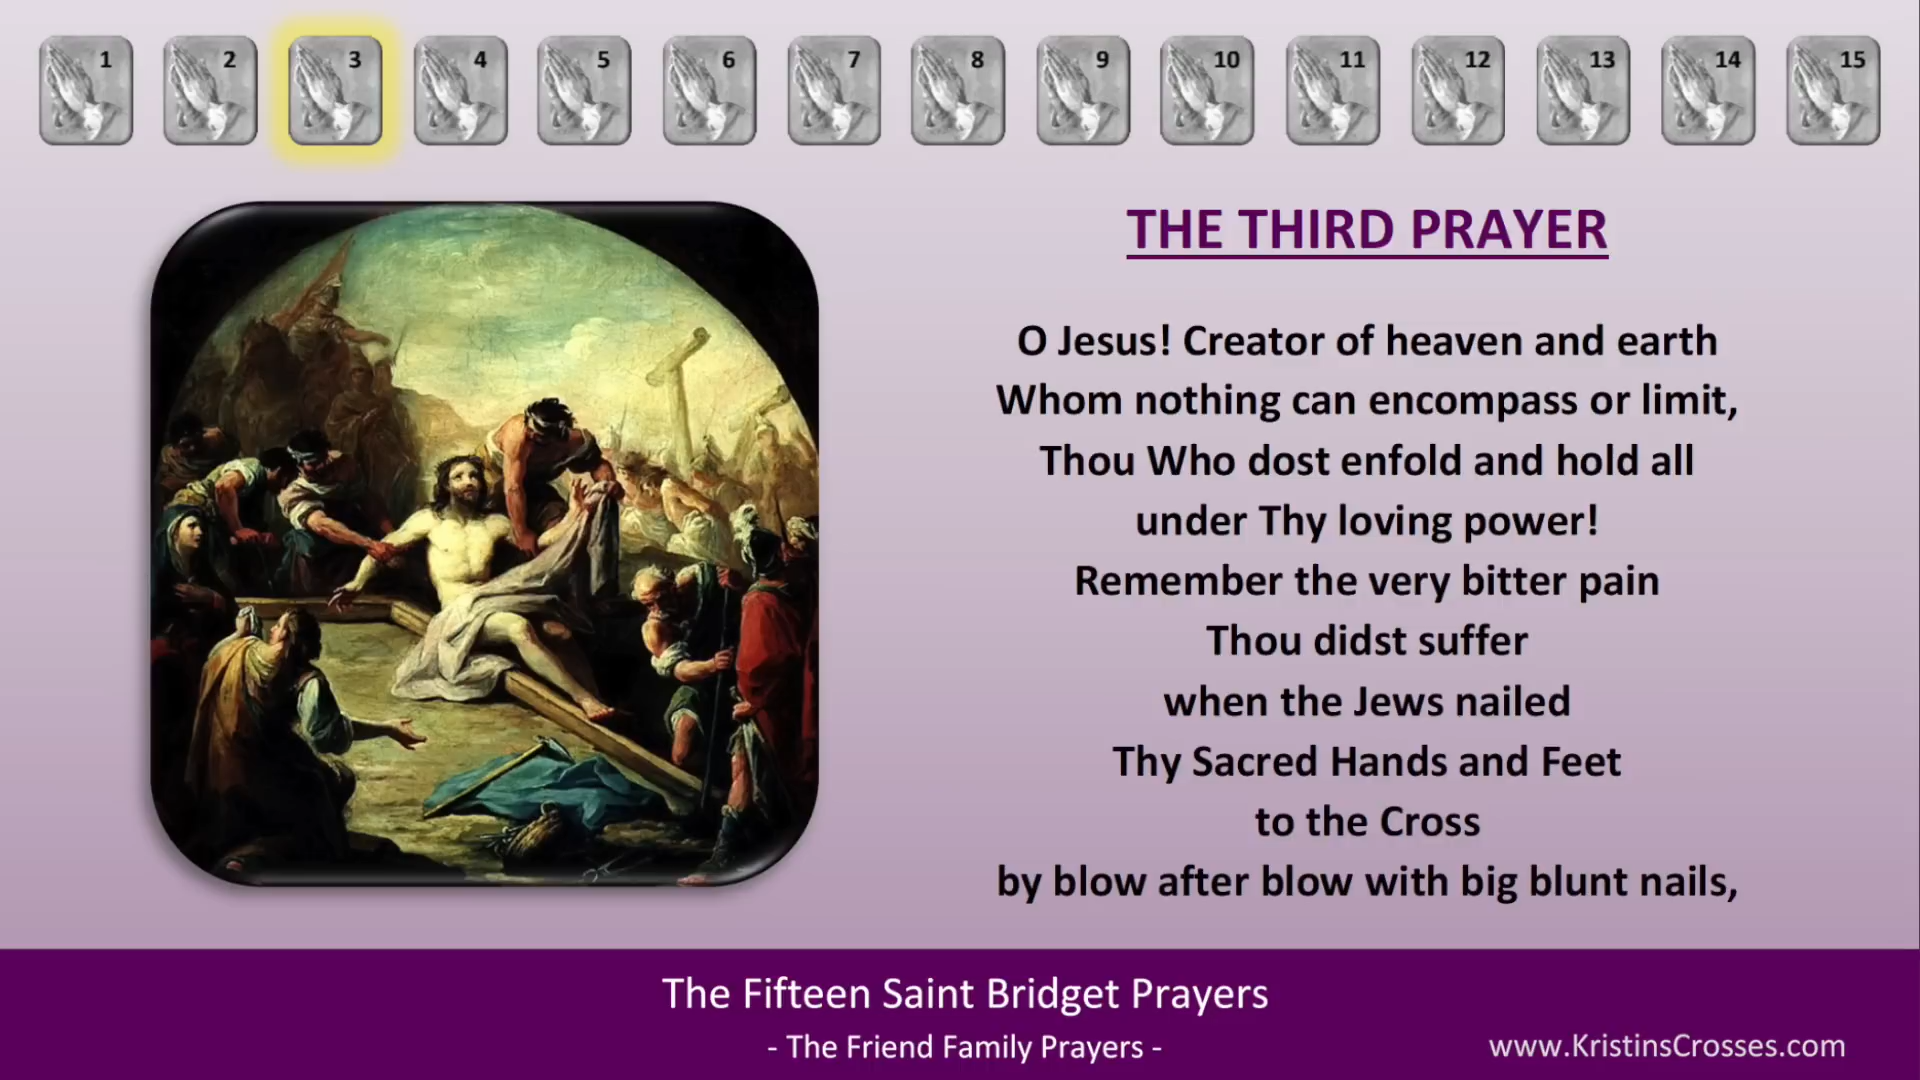 1 2 3 4 5 6 7 8 9 10 11 12 13 14 15
THE THIRD PRAYER
O Jesus! Creator of heaven and earth
Whom nothing can encompass or limit,
Thou Who dost enfold and hold all
under Thy loving power!
Remember the very bitter pain
Thou didst suffer
when the Jews nailed
Thy Sacred Hands and Feet
to the Cross
by blow after blow with big blunt nails,
The Fifteen Saint Bridget Prayers
- The Friend Family Prayers -
www.KristinsCrosses.com